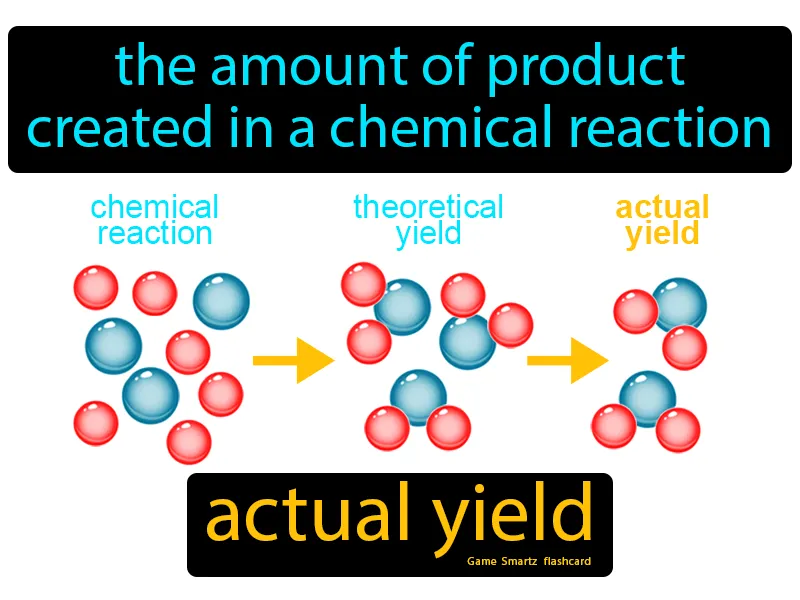 the amount of product
created in a chemical reaction
chemical
reaction
theoretical
yield
actual
yield
actual yield
Game Smartz flashcard